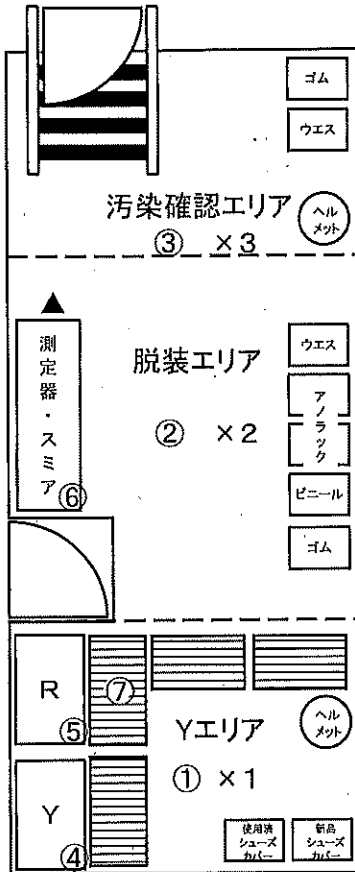 ゴム
ウエス
汚染確認エリア
ヘル
メット
③ ×3
測定器・スミア
⑥
脱装エリア
② ×2
ウエス
アノラック
ビニール
ゴム
R
⑤
⑦
Yエリア
ヘル
メット
① ×1
Y
④
使用済
シューズ
カバー
新品
シューズ
カバー